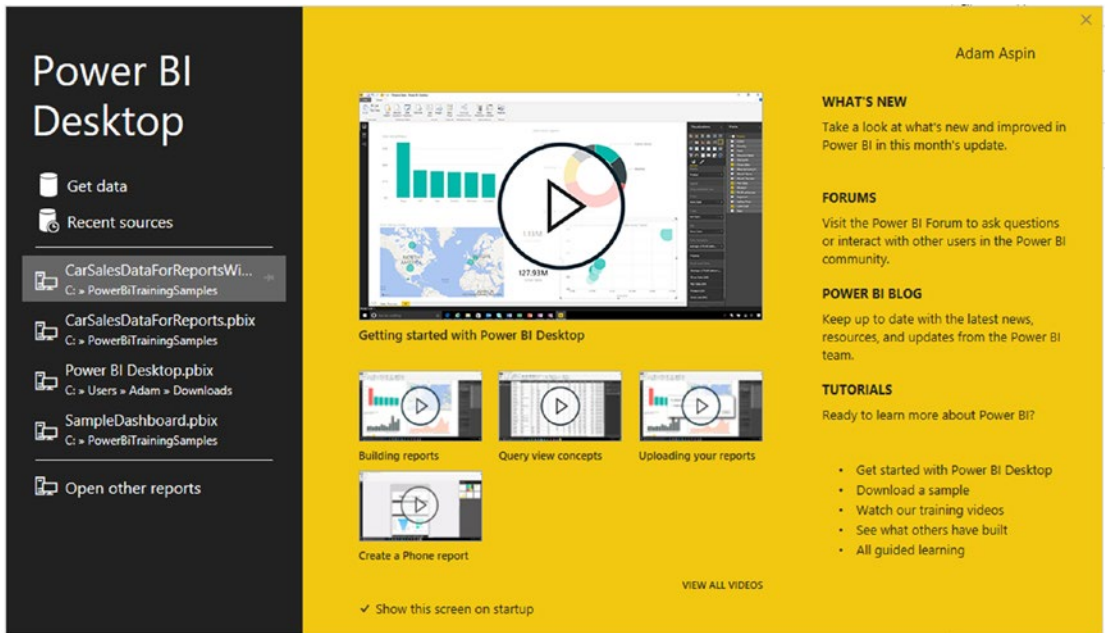 Power BI
Desktop
Get data
Recent sources
CarSalesDataForReportsWi...
C: » PowerBiTrainingSamples
CarSalesDataForReports.pbix
C: » PowerBiTrainingSamples
Power BI Desktop.pbix
C: » Users » Adam » Downloads
SampleDashboard.pbix
C: » PowerBiTrainingSamples
Open other reports
127.93M
Getting started with Power BI Desktop
Building reports
Query view concepts
Uploading your reports
Create a Phone report
VIEW ALL VIDEOS
✓ Show this screen on startup
Adam Aspin
WHAT'S NEW
Take a look at what's new and improved in
Power BI in this month's update.
FORUMS
Visit the Power BI Forum to ask questions
or interact with other users in the Power BI
community.
POWER BI BLOG
Keep up to date with the latest news,
resources, and updates from the Power BI
team.
TUTORIALS
Ready to learn more about Power BI?
• Get started with Power BI Desktop
• Download a sample
• Watch our training videos
• See what others have built
• All guided learning